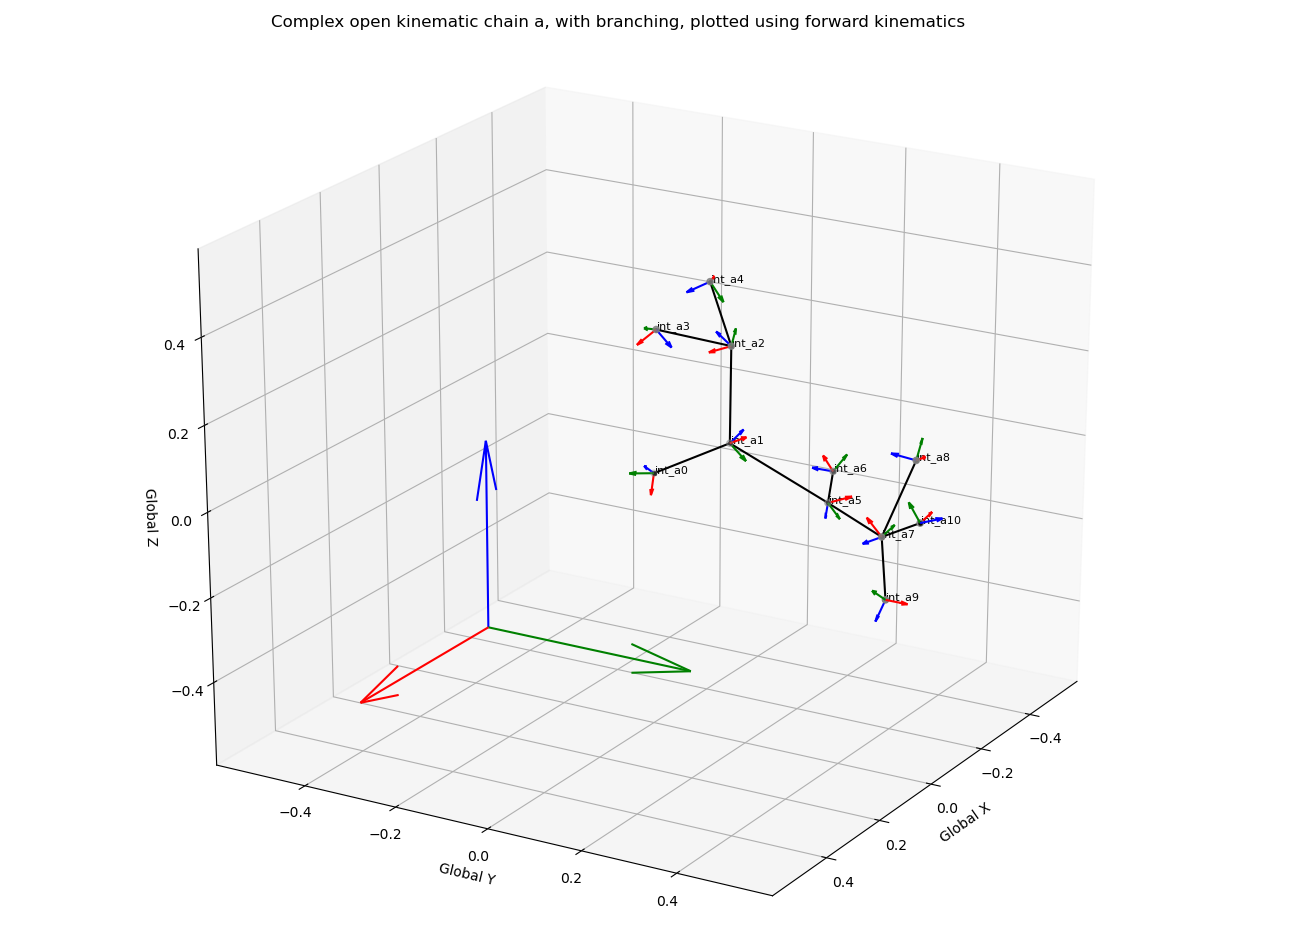 Complex open kinematic chain a, with branching, plotted using forward kinematics
int_a4
int_a3
int_a2
int_a1
int_a0
int_a6
int_a8
int_a5
int_a10
int_a7
int_a9
0.4
0.2
0.0
−0.2
−0.4
Global Z
−0.4
−0.2
0.0
0.2
0.4
Global Y
−0.4
−0.2
0.0
0.2
0.4
Global X